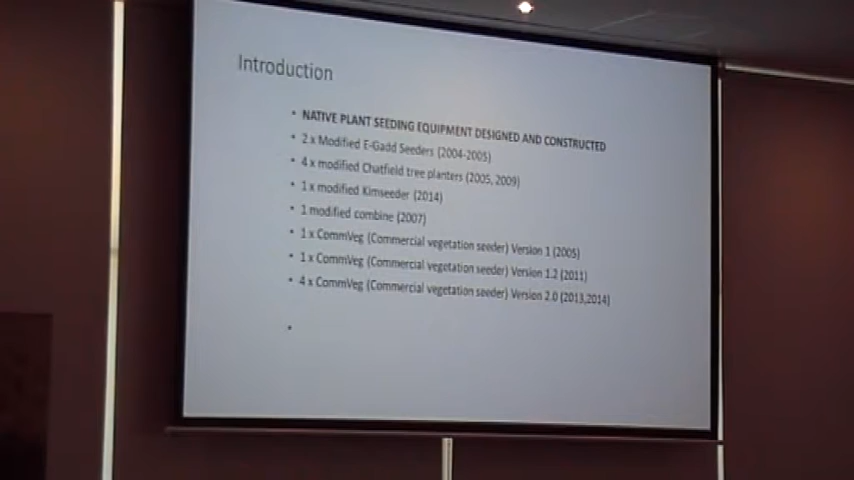 Introduction
• NATIVE PLANT SEEDING EQUIPMENT DESIGNED AND CONSTRUCTED
• 2 x Modified E-Gadd Seeders (2004-2005)
• 4 x modified Chatfield tree planters (2005, 2009)
• 1 x modified Kimseeder (2014)
• 1 modified combine (2007)
• 1 x CommVeg (Commercial vegetation seeder) Version 1 (2005)
• 1 x CommVeg (Commercial vegetation seeder) Version 1.2 (2011)
• 4 x CommVeg (Commercial vegetation seeder) Version 2.0 (2013,2014)
•